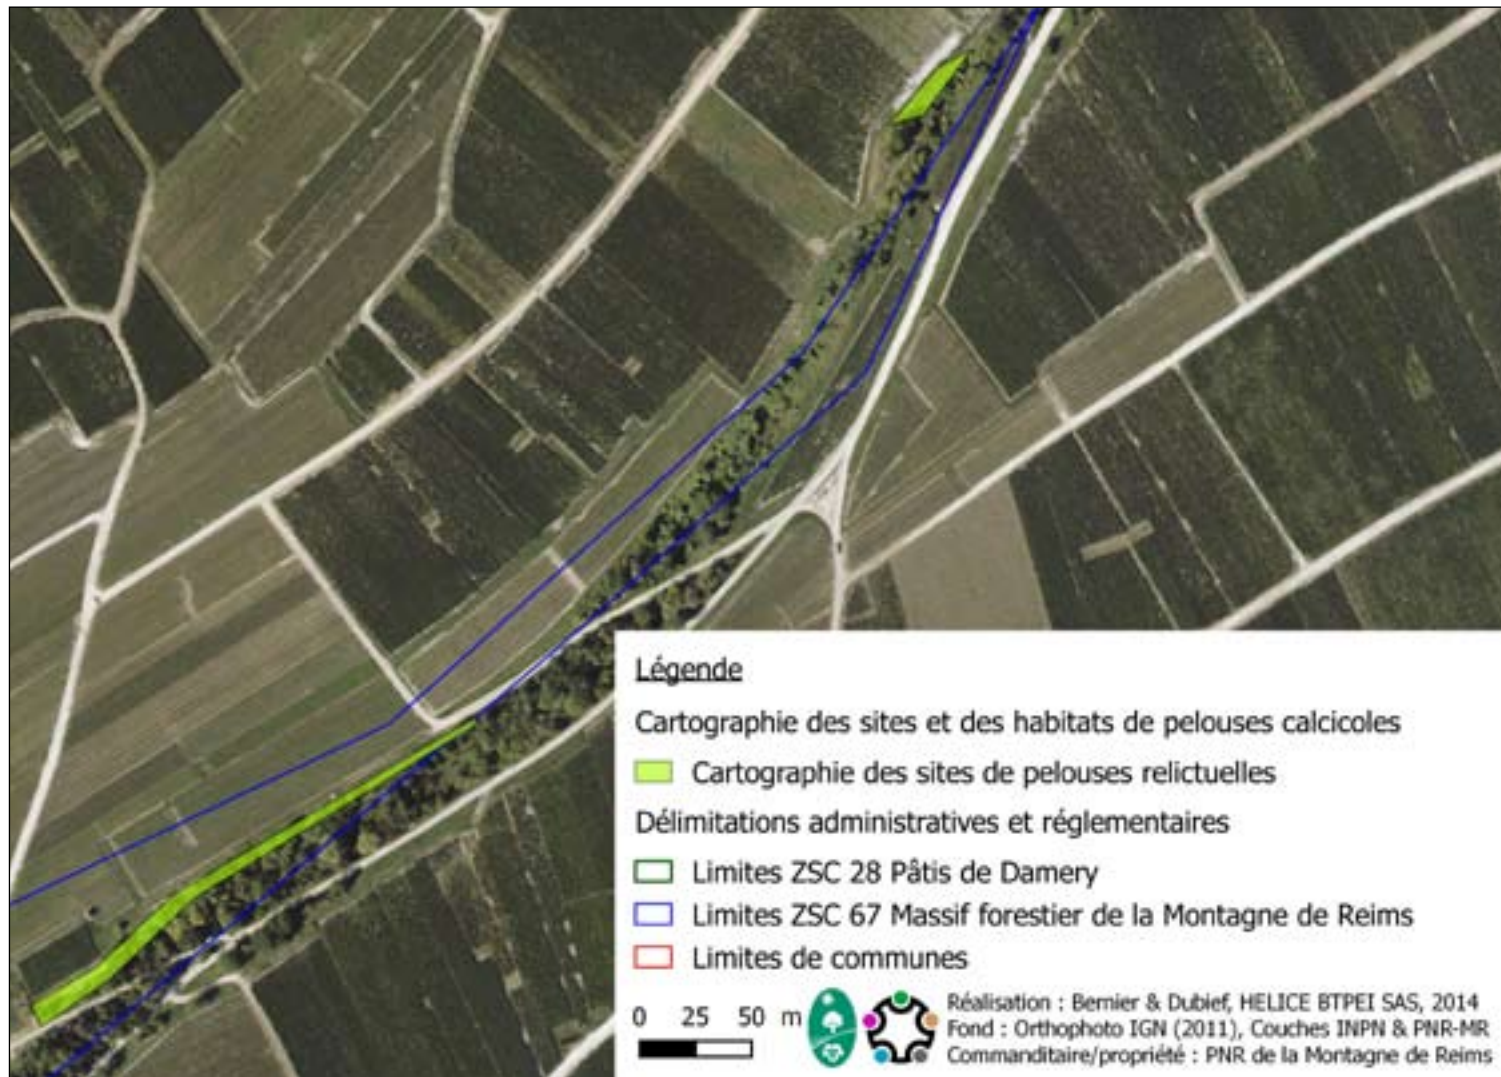 Légende
Cartographie des sites et des habitats de pelouses calcicoles
Cartographie des sites de pelouses relictuelles
Délimitations administratives et réglementaires
Limites ZSC 28 Pâtis de Damery
Limites ZSC 67 Massif forestier de la Montagne de Reims
Limites de communes
0 25 50 m
Réalisation : Bernier & Dubief, HELICE BTPEI SAS, 2014
Fond : Orthophoto IGN (2011), Couches INPN & PNR-MR
Commanditaire/propriété : PNR de la Montagne de Reims